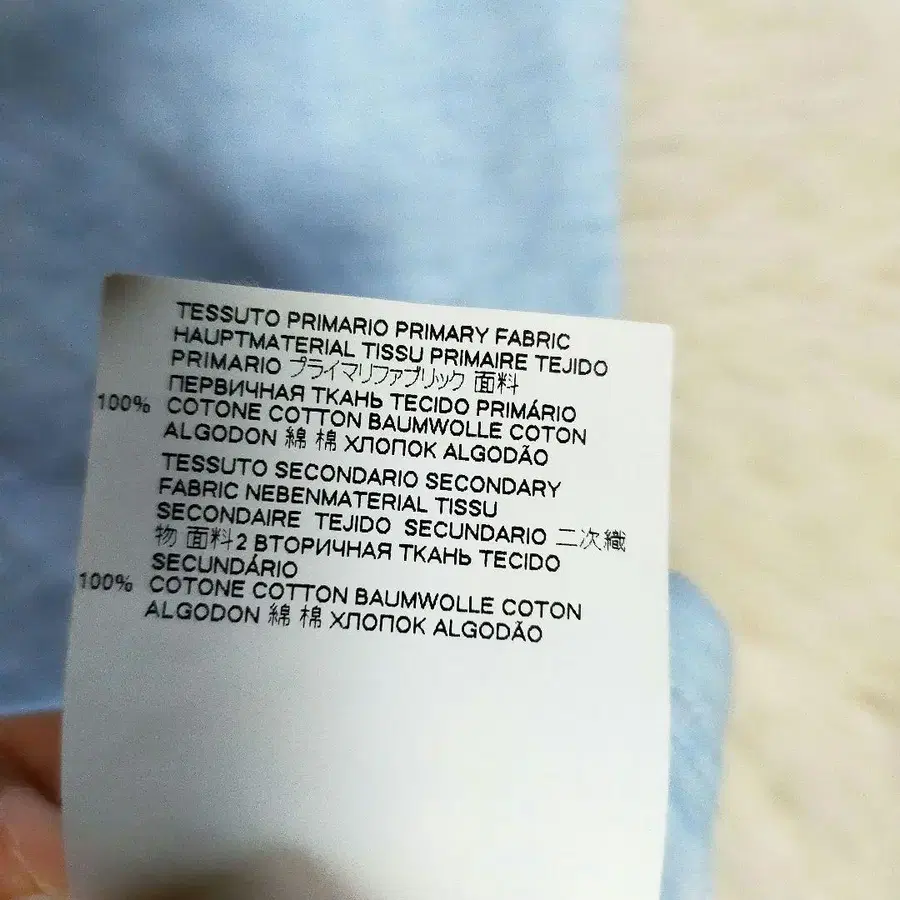 TESSUTO PRIMARIO PRIMARY FABRIC
HAUPTMATERIAL TISSU PRIMAIRE TEJIDO
PRIMARIO プライマリファブリック 面料
ПЕРВИЧНАЯ ТКАНЬ TECIDO PRIMÁRIO
100% COTONE COTTON BAUMWOLLE COTON
ALGODON 綿 棉 ХЛОПОК ALGODÃO
TESSUTO SECONDARIO SECONDARY
FABRIC NEBENMATERIAL TISSU
SECONDAIRE TEJIDO SECUNDARIO 二次織
物 面料2 ВТОРИЧНАЯ ТКАНЬ TECIDO
SECUNDÁRIO
100% COTONE COTTON BAUMWOLLE COTON
ALGODON 綿 棉 ХЛОПОК ALGODÃO